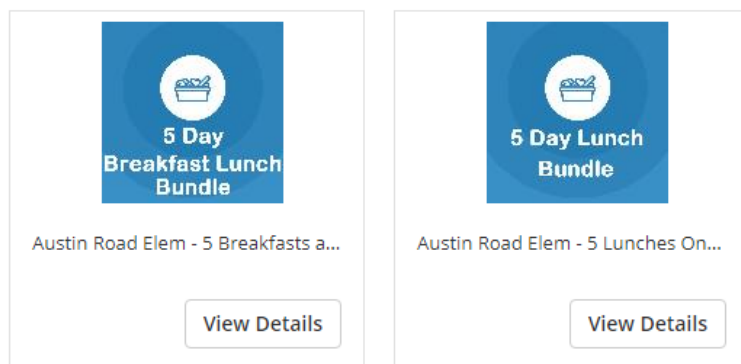 5 Day
Breakfast Lunch
Bundle
Austin Road Elem - 5 Breakfasts a...
View Details
5 Day Lunch
Bundle
Austin Road Elem - 5 Lunches On...
View Details